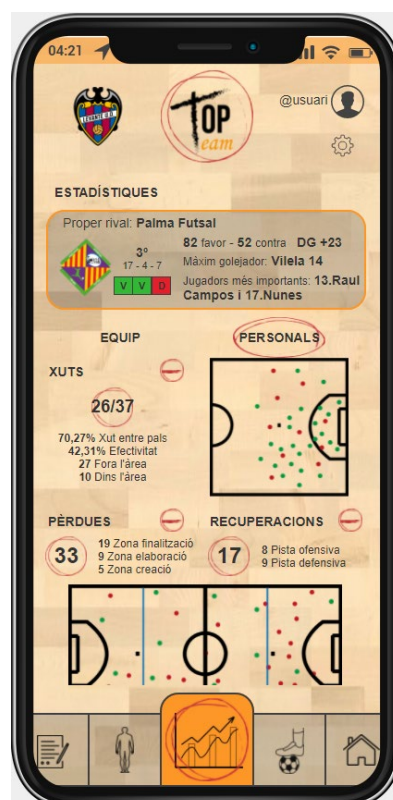 04:21
LEVANTE U.D.
TOP
Team
@usuari
ESTADÍSTIQUES
Proper rival: Palma Futsal
3º
17 - 4 - 7
V V D
82 favor - 52 contra DG +23
Màxim golejador: Vilela 14
Jugadors més importants: 13.Raul
Campos i 17.Nunes
EQUIP
PERSONALS
XUTS
26/37
70,27% Xut entre pals
42,31% Efectivitat
27 Fora l'àrea
10 Dins l'àrea
PÈRDUES
33
19 Zona finalització
9 Zona elaboració
5 Zona creació
RECUPERACIONS
17
8 Pista ofensiva
9 Pista defensiva